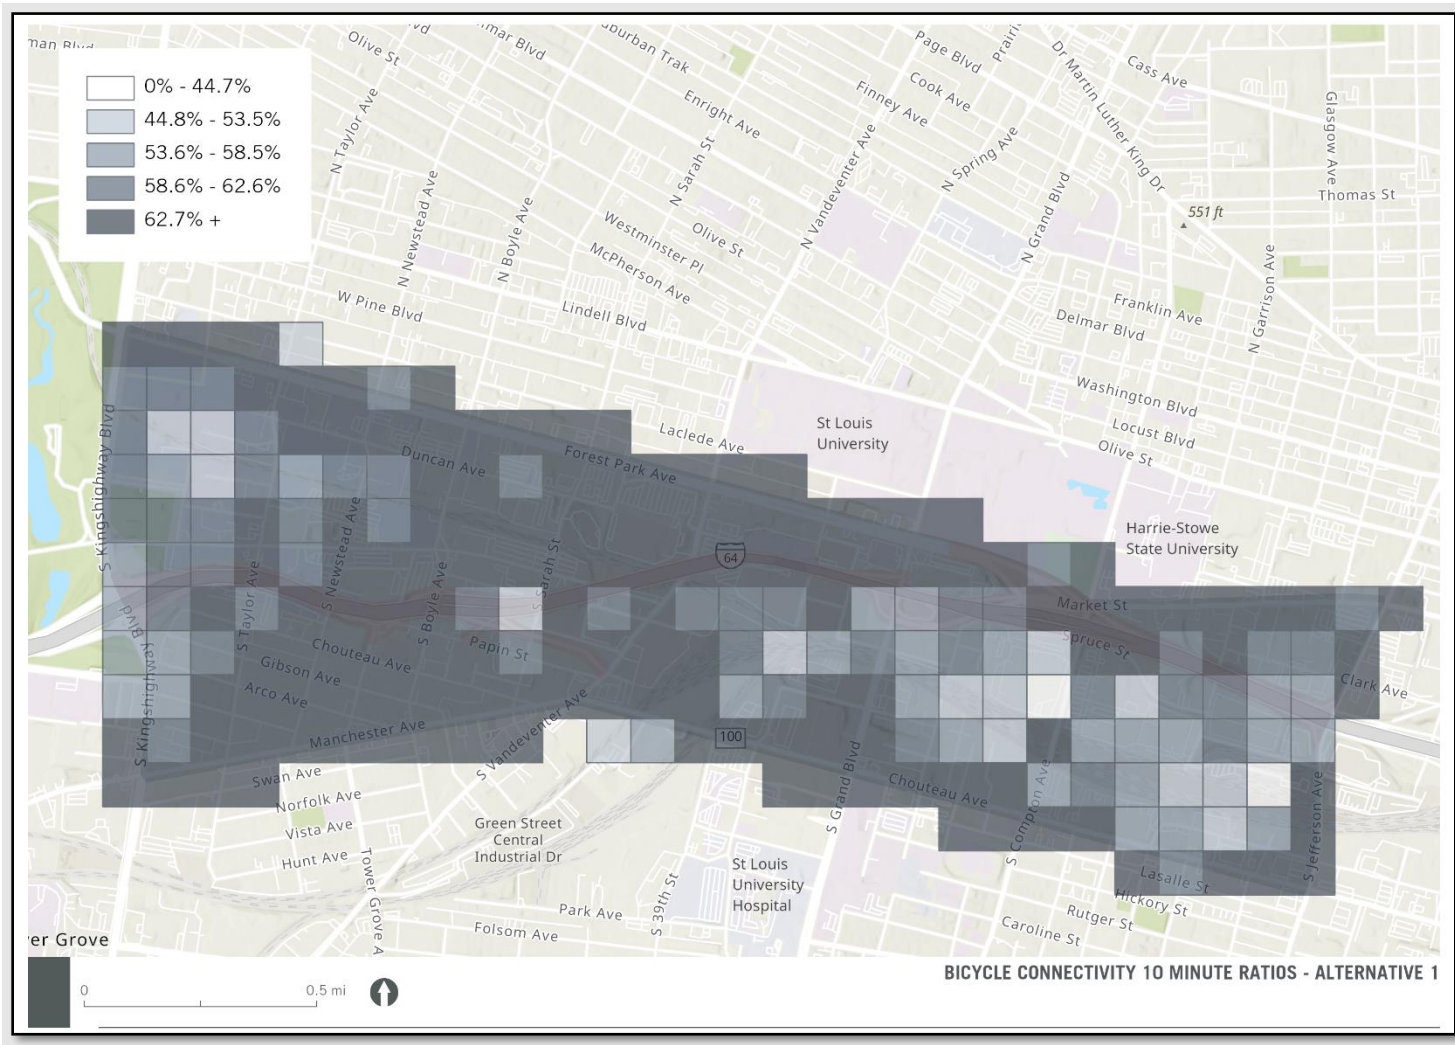 0% - 44.7%
44.8% - 53.5%
53.6% - 58.5%
58.6% - 62.6%
62.7% +
Olive St
Enright Ave
Page Blvd
Cook Ave
Finney Ave
Dr Martin Luther King Dr
Cass Ave
Glasgow Ave
N Taylor Ave
N Newstead Ave
N Boyle Ave
N Sarah St
N Vandeventer Ave
N Spring Ave
N Grand Blvd
Thomas St
551 ft
Westminster Pl
Olive St
McPherson Ave
W Pine Blvd
Lindell Blvd
Franklin Ave
Delmar Blvd
N Garrison Ave
Washington Blvd
Locust Blvd
Olive St
Laclede Ave
St Louis
University
Duncan Ave
Forest Park Ave
S Kingshighway Blvd
Harrie-Stowe
State University
64
S Newstead Ave
S Sarah St
S Taylor Ave
S Boyle Ave
Market St
Spruce St
Papin St
Chouteau Ave
Gibson Ave
Arco Ave
S Kingshighway Blvd
Clark Ave
Manchester Ave
S Vandeventer Ave
100
S Grand Blvd
Chouteau Ave
S Compton Ave
S Jefferson Ave
Swan Ave
Norfolk Ave
Vista Ave
Hunt Ave
Tower Grove A
Green Street
Central
Industrial Dr
St Louis
University
Hospital
S 39th St
Park Ave
Folsom Ave
Lasalle St
Hickory St
Rutger St
Caroline St
er Grove
BICYCLE CONNECTIVITY 10 MINUTE RATIOS - ALTERNATIVE 1
0
0.5 mi